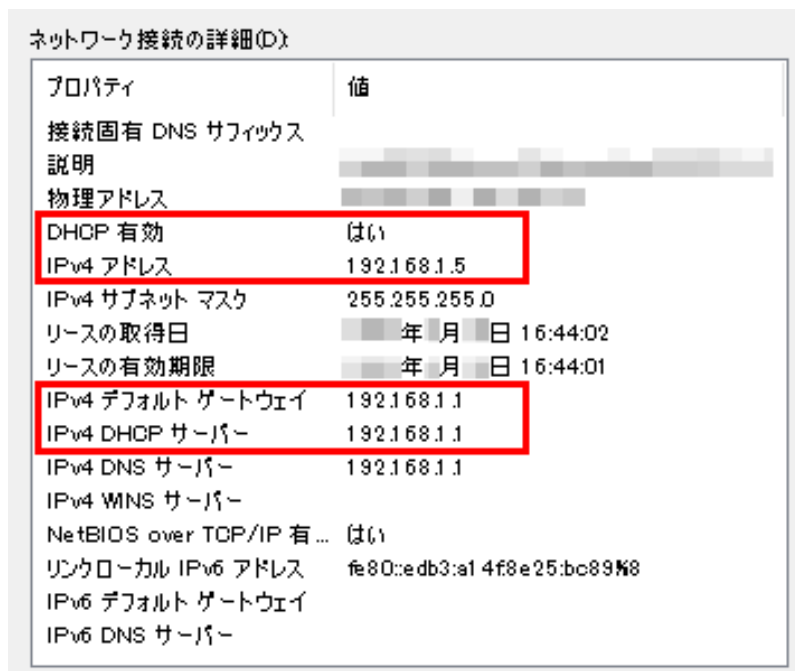 ネットワーク接続の詳細(D):
プロパティ 値
接続固有 DNS サフィックス
説明
物理アドレス
DHCP 有効 はい
IPv4 アドレス 192.168.1.5
IPv4 サブネット マスク 255.255.255.0
リースの取得日 年 月 日 16:44:02
リースの有効期限 年 月 日 16:44:01
IPv4 デフォルト ゲートウェイ 192.168.1.1
IPv4 DHCP サーバー 192.168.1.1
IPv4 DNS サーバー 192.168.1.1
IPv4 WINS サーバー
NetBIOS over TCP/IP 有... はい
リンクローカル IPv6 アドレス fe80::edb3:a14f:8e25:bc89%8
IPv6 デフォルト ゲートウェイ
IPv6 DNS サーバー